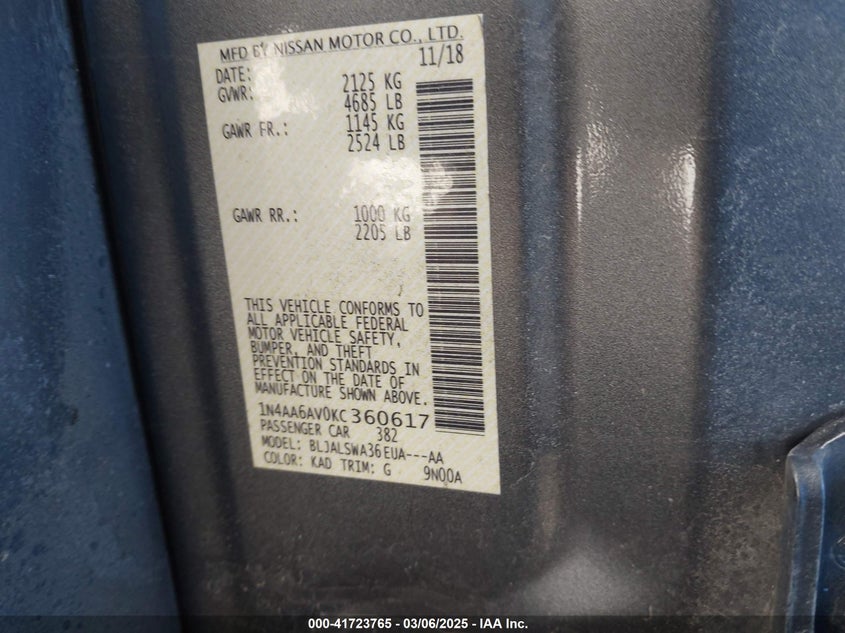 MFD BY NISSAN MOTOR CO., LTD.
DATE: 11/18
GVWR: 2125 KG
4685 LB
GAWR FR.: 1145 KG
2524 LB
GAWR RR.: 1000 KG
2205 LB
THIS VEHICLE CONFORMS TO
ALL APPLICABLE FEDERAL
MOTOR VEHICLE SAFETY,
BUMPER, AND THEFT
PREVENTION STANDARDS IN
EFFECT ON THE DATE OF
MANUFACTURE SHOWN ABOVE.
1N4AA6AV0KC360617
PASSENGER CAR 382
MODEL: BLJALSWA36EUA---AA
COLOR: KAD TRIM: G 9N00A
000-41723765 - 03/06/2025 - IAA Inc.